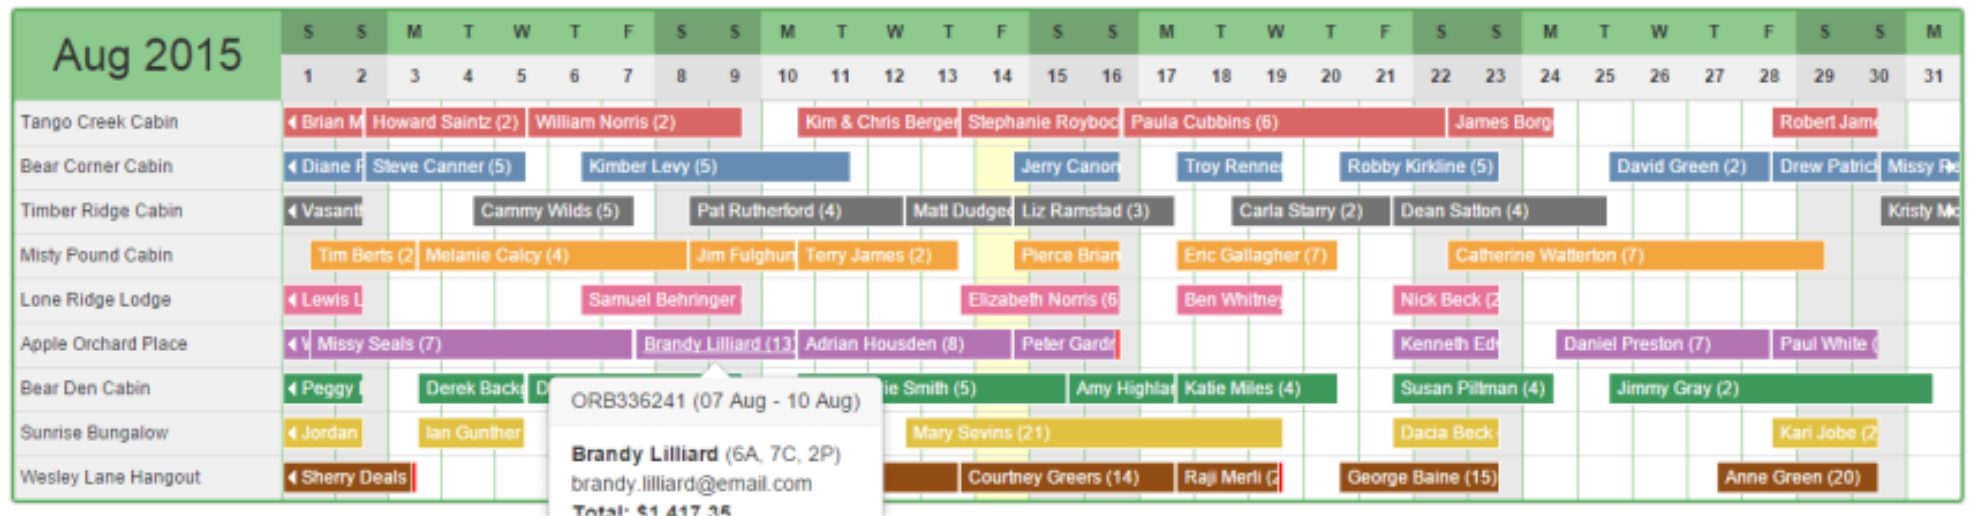 Aug 2015 S S M T W T F S S M T W T F S S M T W T F S S M T W T F S S M
1 2 3 4 5 6 7 8 9 10 11 12 13 14 15 16 17 18 19 20 21 22 23 24 25 26 27 28 29 30 31
Tango Creek Cabin Brian M Howard Saintz (2) William Norris (2) Kim & Chris Berger Stephanie Royboc Paula Cubbins (6) James Borg Robert Jame
Bear Corner Cabin Diane Steve Canner (5) Kimber Levy (5) Jerry Canon Troy Renne Robby Kirkline (5) David Green (2) Drew Patrick Missy
Timber Ridge Cabin Vasant Cammy Wilds (5) Pat Rutherford (4) Matt Dudge Liz Ramstad (3) Carla Starry (2) Dean Satton (4) Kristy
Misty Pound Cabin Tim Berts (2 Melanie Calcy (4) Jim Fulghun Terry James (2) Pierce Brian Eric Gallagher (7) Catherine Watterton (7)
Lone Ridge Lodge Lewis L Samuel Behringer Elizabeth Norris (6 Ben Whitney Nick Beck (2
Apple Orchard Place Missy Seals (7) Brandy Lilliard (13) Adrian Housden (8) Peter Gardr Kenneth Ed Daniel Preston (7) Paul White (
Bear Den Cabin Peggy Derek Back D ie Smith (5) Amy Highlar Katie Miles (4) Susan Pittman (4) Jimmy Gray (2)
Sunrise Bungalow Jordan Ian Gunther Mary Sevins (21) Dacia Beck Kari Jobe (2
Wesley Lane Hangout Sherry Deals Courtney Greers (14) Raji Merli (2 George Baine (15) Anne Green (20)
ORB336241 (07 Aug - 10 Aug)
Brandy Lilliard (6A, 7C, 2P)
brandy.lilliard@email.com
Total: $1,417.35